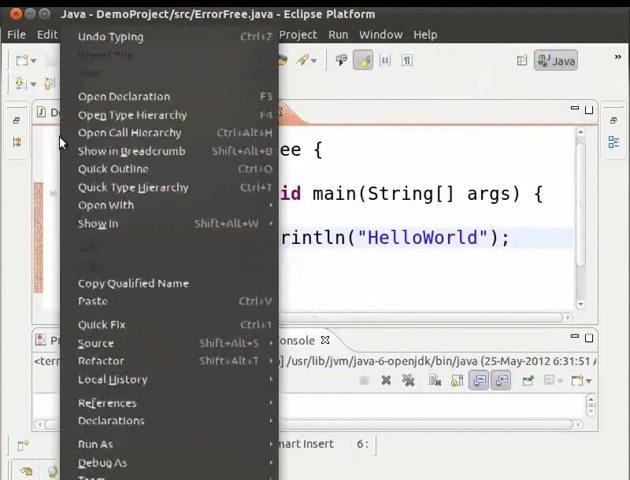 Java - DemoProject/src/ErrorFree.java - Eclipse Platform
File Edit Project Run Window Help
Java »
Undo Typing Ctrl+Z
Revert File
Save
Open Declaration F3
Open Type Hierarchy F4
Open Call Hierarchy Ctrl+Alt+H
Show in Breadcrumb Shift+Alt+B
Quick Outline Ctrl+O
Quick Type Hierarchy Ctrl+T
Open With
Show In Shift+Alt+W
Copy Qualified Name
Paste Ctrl+V
Quick Fix Ctrl+1
Source Shift+Alt+S
Refactor Shift+Alt+T
Local History
References
Declarations
Run As
Debug As
Team
ee {
id main(String[] args) {
rintln("HelloWorld");
onsole
<ter
] /usr/lib/jvm/java-6-openjdk/bin/java (25-May-2012 6:31:51
mart Insert 6: